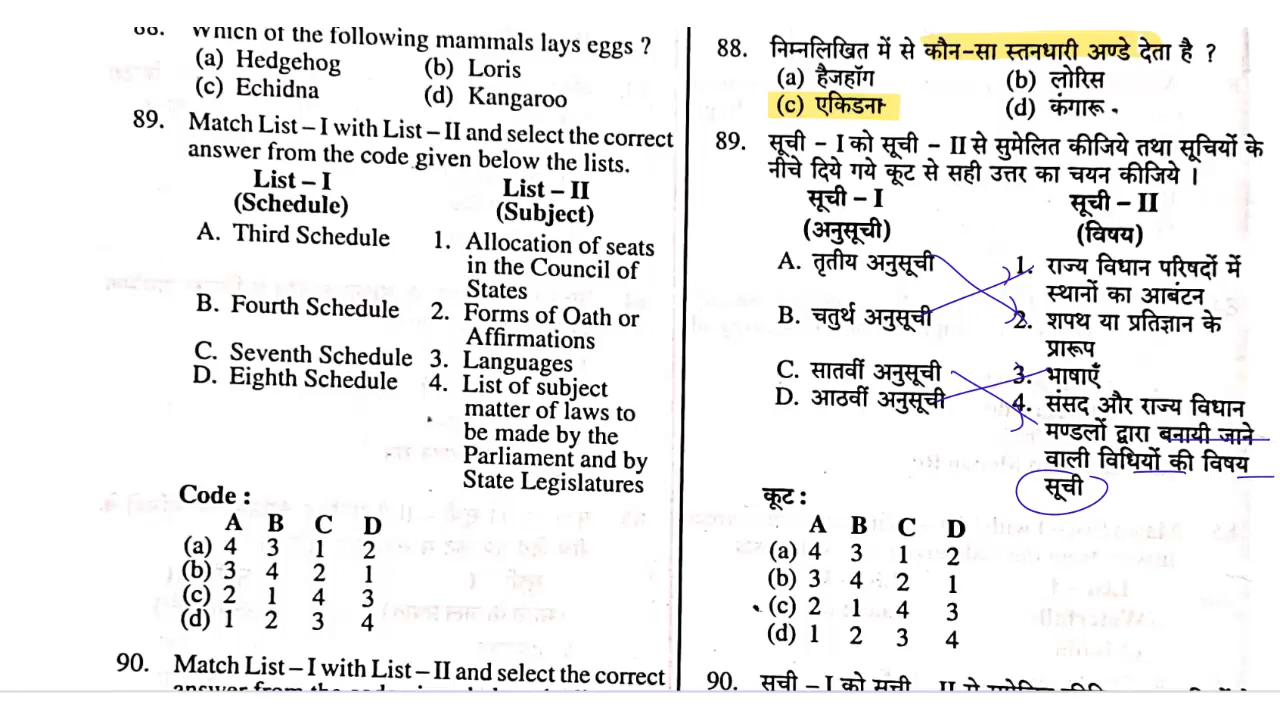 88. Which of the following mammals lays eggs ?
(a) Hedgehog (b) Loris
(c) Echidna (d) Kangaroo
89. Match List – I with List – II and select the correct
answer from the code given below the lists.
List – I List – II
(Schedule) (Subject)
A. Third Schedule 1. Allocation of seats
in the Council of
States
B. Fourth Schedule 2. Forms of Oath or
Affirmations
C. Seventh Schedule 3. Languages
D. Eighth Schedule 4. List of subject
matter of laws to
be made by the
Parliament and by
State Legislatures
Code :
A B C D
(a) 4 3 1 2
(b) 3 4 2 1
(c) 2 1 4 3
(d) 1 2 3 4
90. Match List – I with List – II and select the correct
88. निम्नलिखित में से कौन-सा स्तनधारी अण्डे देता है ?
(a) हैजहॉग (b) लोरिस
(c) एकिडना (d) कंगारू
89. सूची – I को सूची – II से सुमेलित कीजिये तथा सूचियों के
नीचे दिये गये कूट से सही उत्तर का चयन कीजिये ।
सूची – I सूची – II
(अनुसूची) (विषय)
A. तृतीय अनुसूची 1. राज्य विधान परिषदों में
स्थानों का आबंटन
B. चतुर्थ अनुसूची 2. शपथ या प्रतिज्ञान के
प्रारूप
C. सातवीं अनुसूची 3. भाषाएँ
D. आठवीं अनुसूची 4. संसद और राज्य विधान
मण्डलों द्वारा बनायी जाने
वाली विधियों की विषय
सूची
कूट :
A B C D
(a) 4 3 1 2
(b) 3 4 2 1
(c) 2 1 4 3
(d) 1 2 3 4
90. सूची – I को सूची – II से